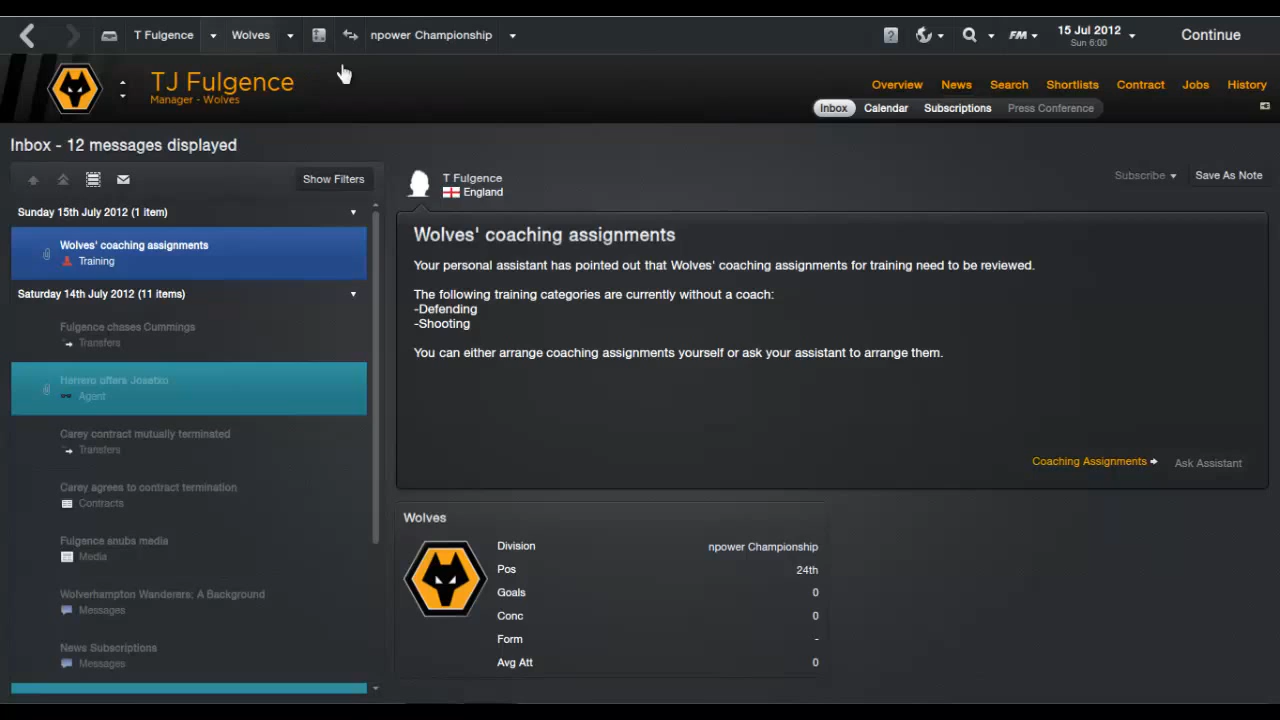 T Fulgence
Wolves
npower Championship
15 Jul 2012
Sun 6:00
FM
Continue
TJ Fulgence
Manager - Wolves
Overview News Search Shortlists Contract Jobs History
Inbox Calendar Subscriptions Press Conference
Inbox - 12 messages displayed
Show Filters
Sunday 15th July 2012 (1 item)
Wolves' coaching assignments
Training
Saturday 14th July 2012 (11 items)
Fulgence chases Cummings
Transfers
Herrero offers Josetxo
Agent
Carey contract mutually terminated
Transfers
Carey agrees to contract termination
Contracts
Fulgence snubs media
Media
Wolverhampton Wanderers: A Background
Messages
News Subscriptions
Messages
T Fulgence
England
Subscribe
Save As Note
Wolves' coaching assignments
Your personal assistant has pointed out that Wolves' coaching assignments for training need to be reviewed.
The following training categories are currently without a coach:
-Defending
-Shooting
You can either arrange coaching assignments yourself or ask your assistant to arrange them.
Coaching Assignments
Ask Assistant
Wolves
Division npower Championship
Pos 24th
Goals 0
Conc 0
Form -
Avg Att 0